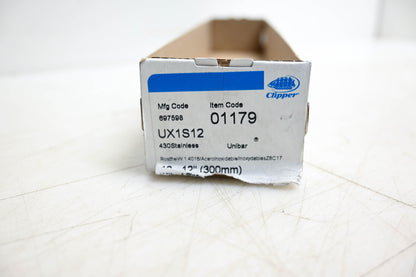 Clipper
Mfg Code Item Code
697598 01179
UX1S12
430Stainless Unibar ®
12" (300mm)